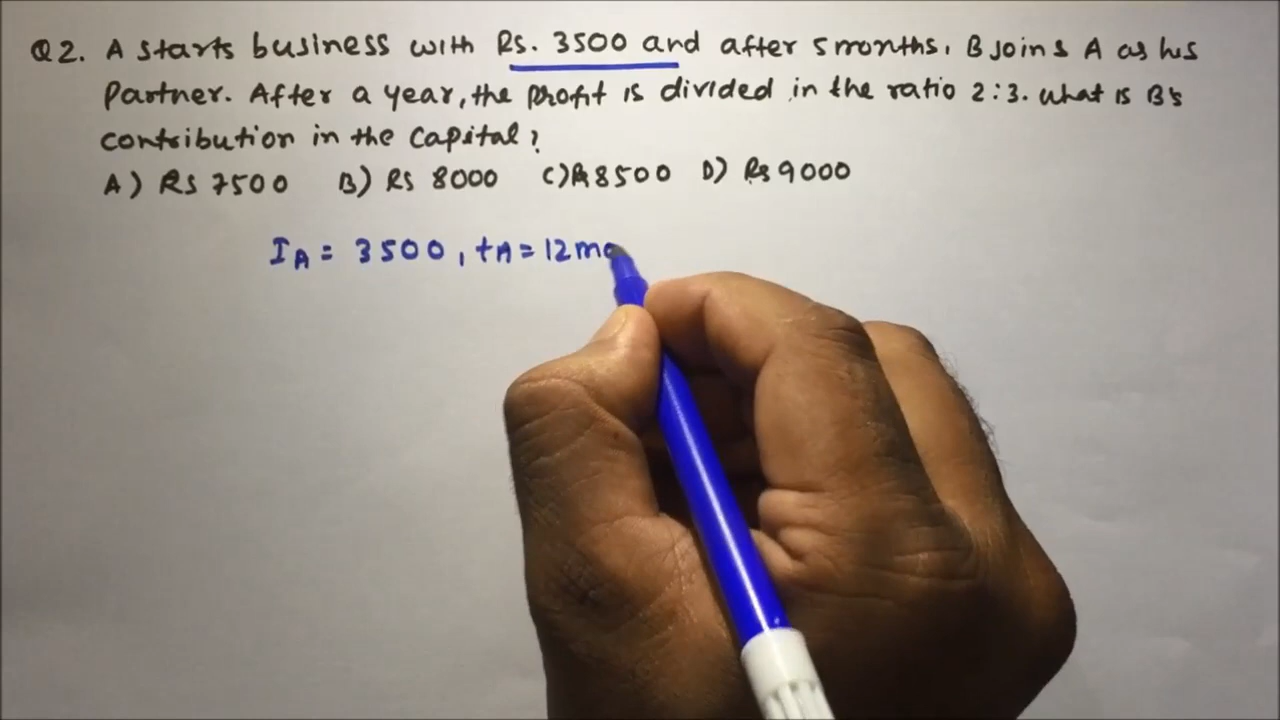 Q2. A starts business with Rs. 3500 and after 5 months, B joins A as his
Partner. After a year, the profit is divided in the ratio 2:3. what is B's
contribution in the capital?
A) RS 7500 B) RS 8000 C) Rs 8500 D) Rs 9000
IA = 3500, tA = 12mo